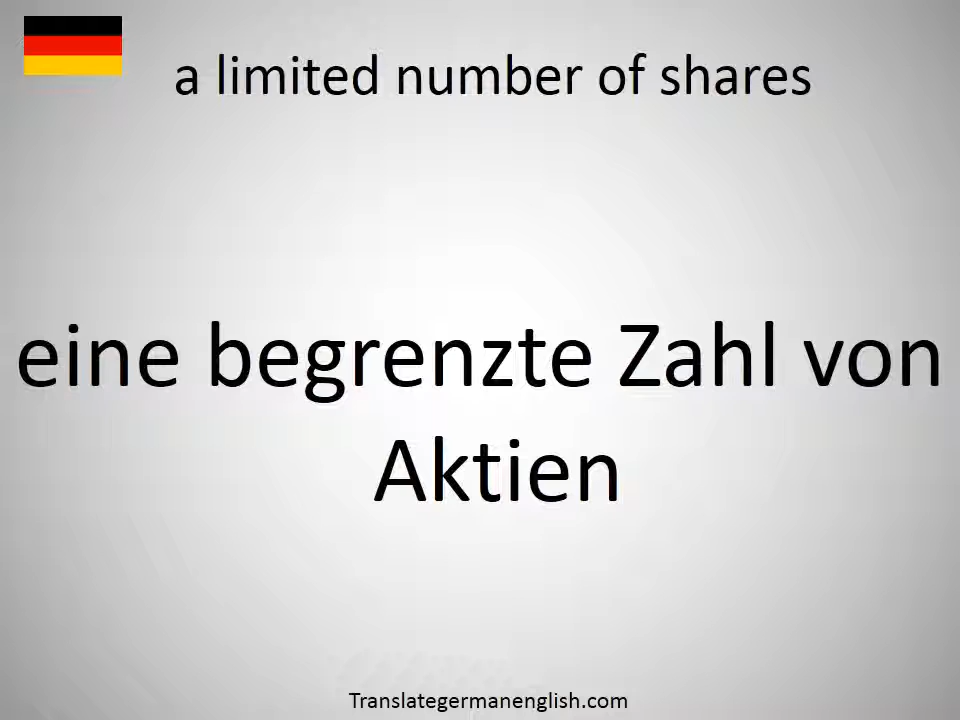 a limited number of shares
eine begrenzte Zahl von
Aktien
Translategermanenglish.com